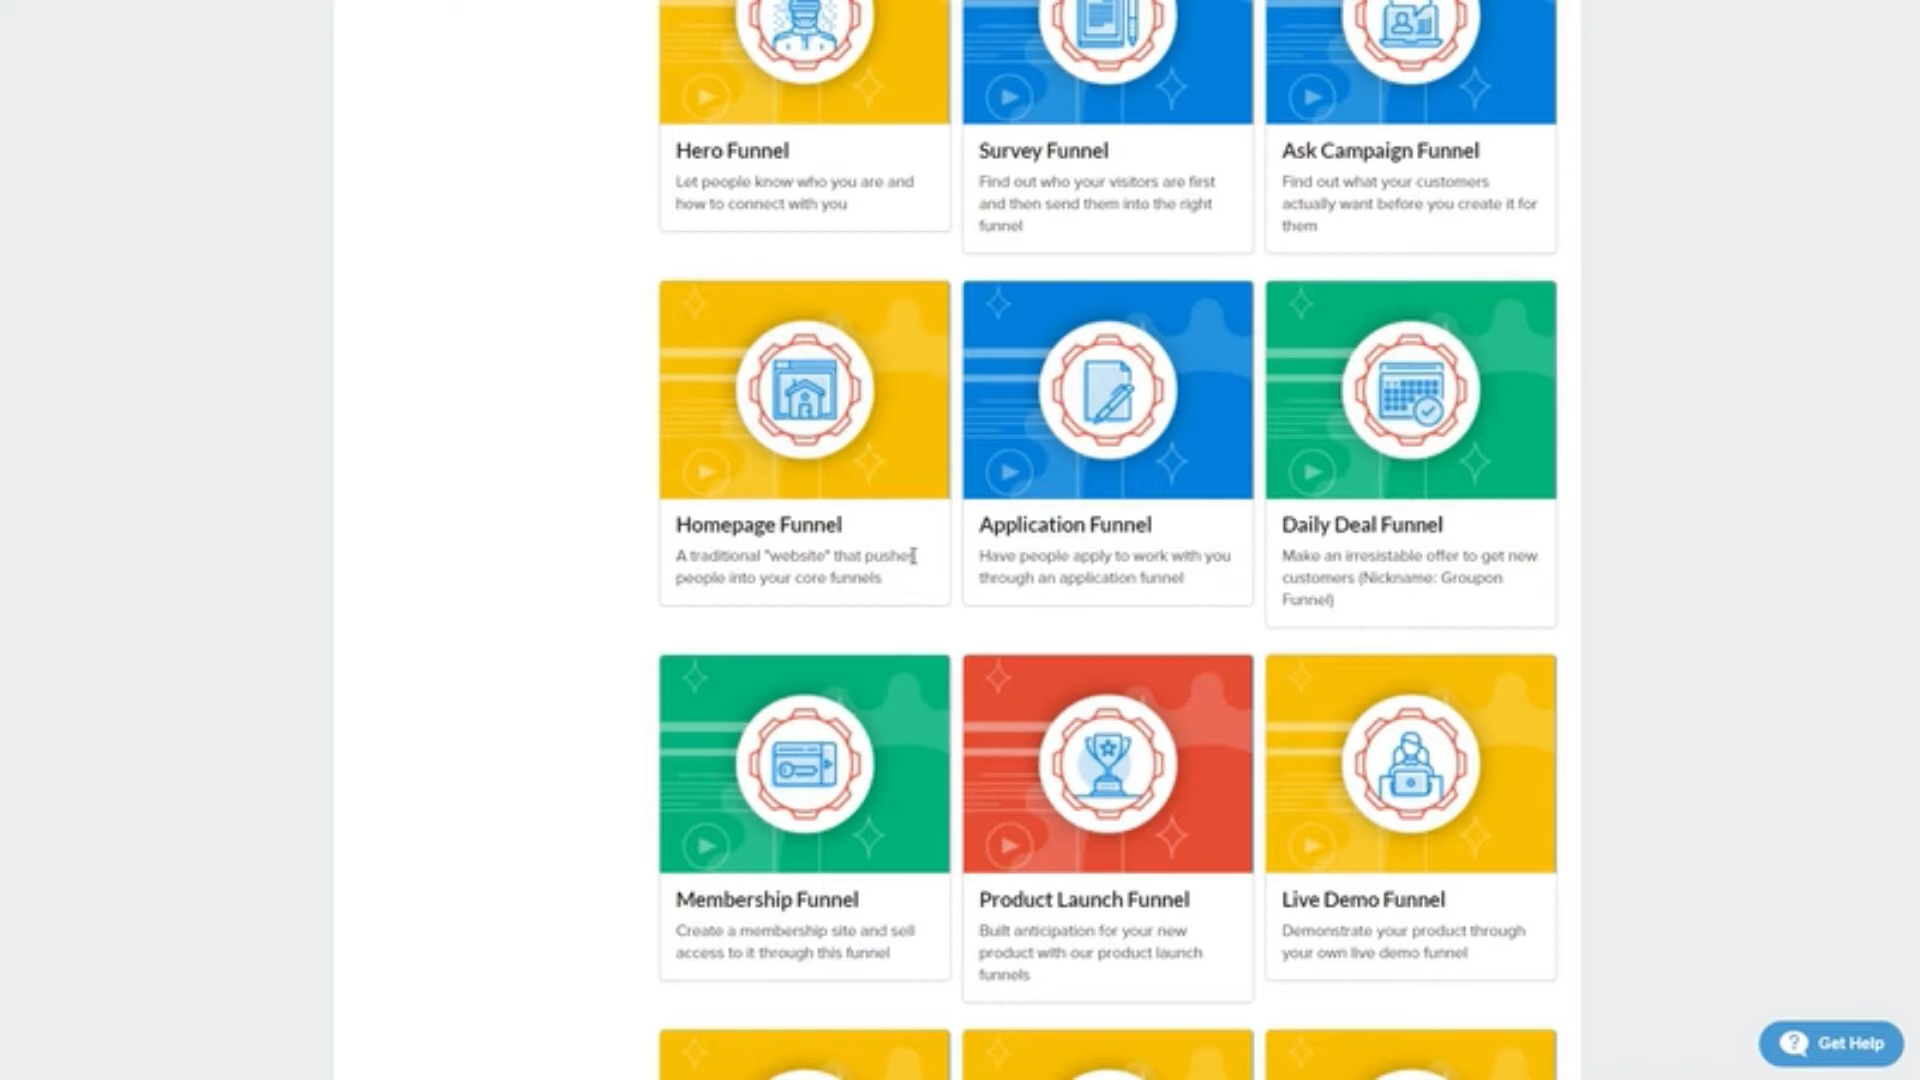 Hero Funnel
Let people know who you are and
how to connect with you
Survey Funnel
Find out who your visitors are first
and then send them into the right
funnel
Ask Campaign Funnel
Find out what your customers
actually want before you create it for
them
Homepage Funnel
A traditional "website" that pushes
people into your core funnels
Application Funnel
Have people apply to work with you
through an application funnel
Daily Deal Funnel
Make an irresistable offer to get new
customers (Nickname: Groupon
Funnel)
Membership Funnel
Create a membership site and sell
access to it through this funnel
Product Launch Funnel
Built anticipation for your new
product with our product launch
funnels
Live Demo Funnel
Demonstrate your product through
your own live demo funnel
Get Help